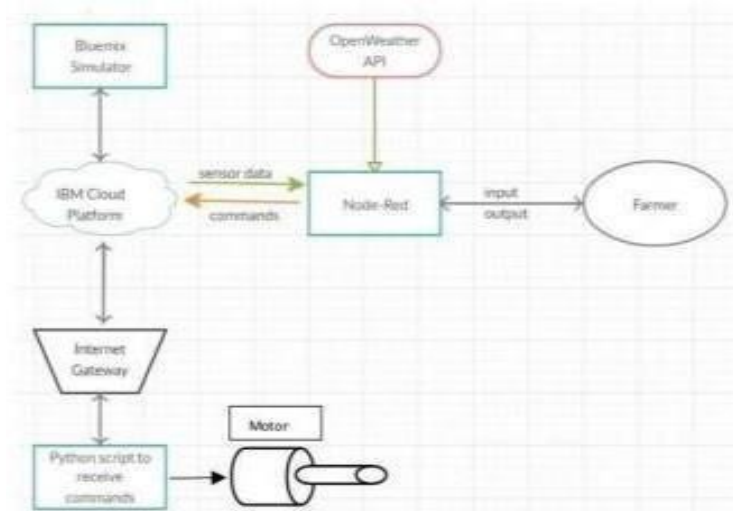 Bluemix
Simulator
OpenWeather
API
sensor data
IBM Cloud
Platform
commands
Node-Red
input
output
Farmer
Internet
Gateway
Motor
Python script to
receive
commands